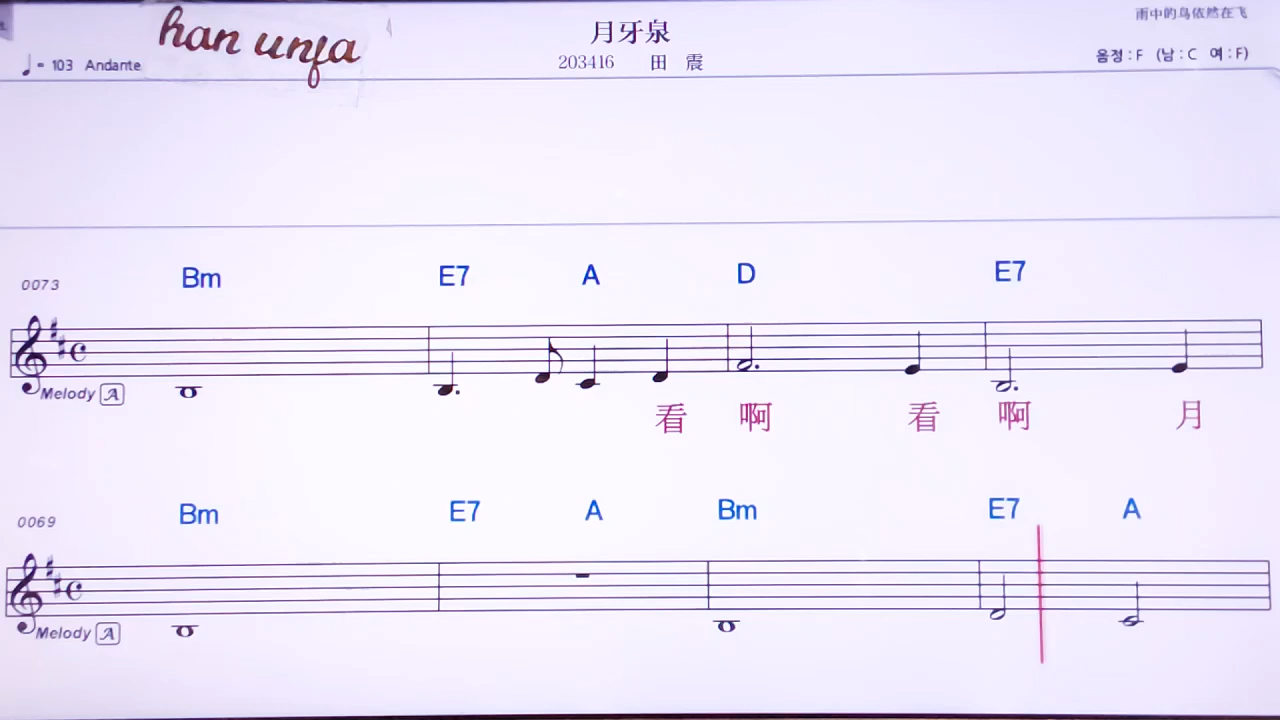 han unfa
月牙泉
雨中的鸟依然在飞
= 103 Andante
203416 田 震
음정 : F (남 : C 여 : F)
Bm E7 A D E7
0073
Melody A
看 啊 看 啊 月
Bm E7 A Bm E7 A
0069
Melody A